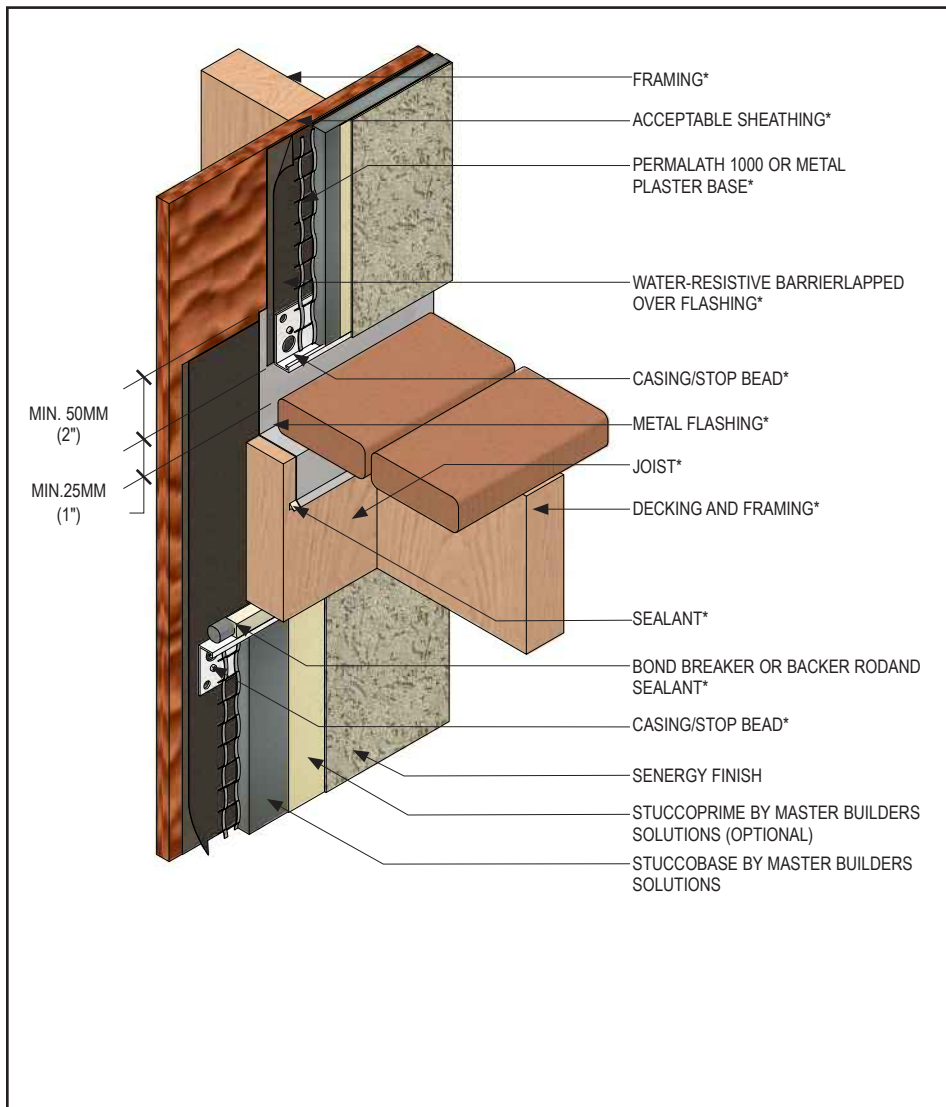 FRAMING*
ACCEPTABLE SHEATHING*
PERMALATH 1000 OR METAL
PLASTER BASE*
WATER-RESISTIVE BARRIERLAPPED
OVER FLASHING*
CASING/STOP BEAD*
METAL FLASHING*
JOIST*
DECKING AND FRAMING*
MIN. 50MM
(2")
MIN.25MM
(1")
SEALANT*
BOND BREAKER OR BACKER RODAND
SEALANT*
CASING/STOP BEAD*
SENERGY FINISH
STUCCOPRIME BY MASTER BUILDERS
SOLUTIONS (OPTIONAL)
STUCCOBASE BY MASTER BUILDERS
SOLUTIONS